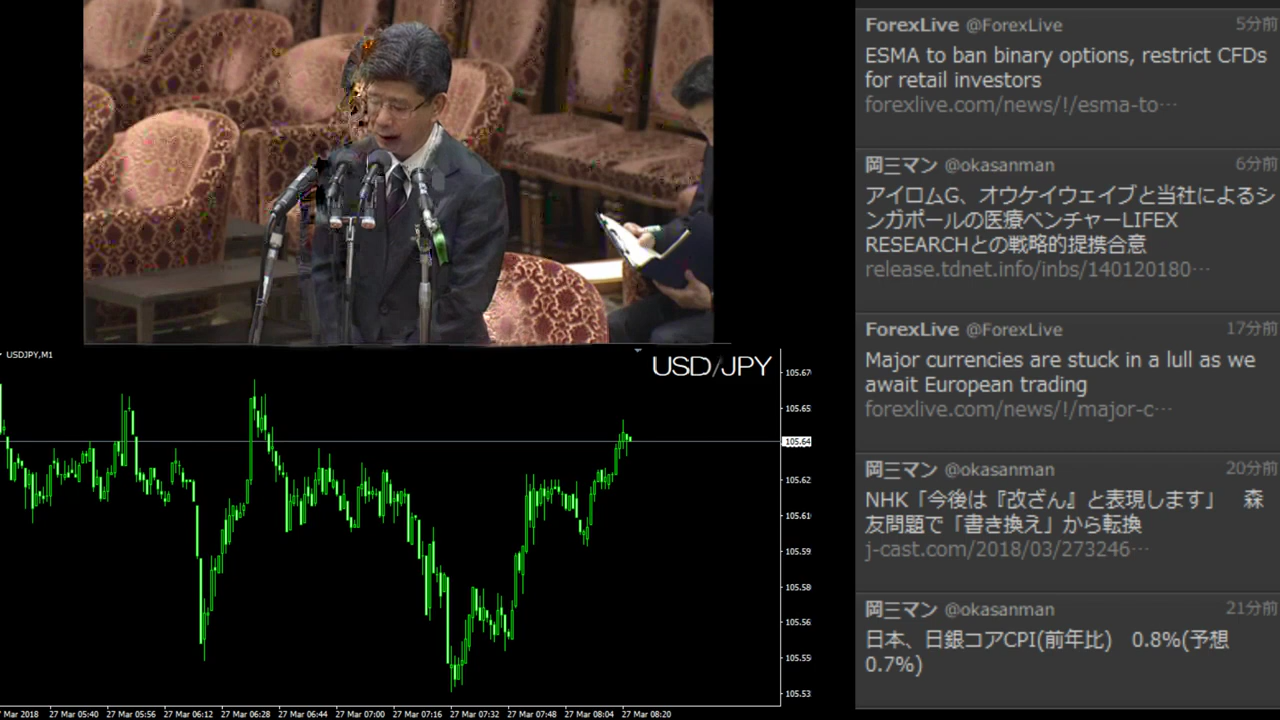 USDJPY,M1
USD/JPY
105.67
105.65
105.64
105.62
105.61
105.59
105.58
105.56
105.55
105.53
Mar 2018
27 Mar 05:40
27 Mar 05:56
27 Mar 06:12
27 Mar 06:28
27 Mar 06:44
27 Mar 07:00
27 Mar 07:16
27 Mar 07:32
27 Mar 07:48
27 Mar 08:04
27 Mar 08:20
ForexLive @ForexLive 5分前
ESMA to ban binary options, restrict CFDs
for retail investors
forexlive.com/news/!/esma-to…
岡三マン @okasanman 6分前
アイロムG、オウケイウェイブと当社によるシ
ンガポールの医療ベンチャーLIFEX
RESEARCHとの戦略的提携合意
release.tdnet.info/inbs/140120180…
ForexLive @ForexLive 17分前
Major currencies are stuck in a lull as we
await European trading
forexlive.com/news/!/major-c…
岡三マン @okasanman 20分前
NHK「今後は『改ざん』と表現します」　森
友問題で「書き換え」から転換
j-cast.com/2018/03/273246…
岡三マン @okasanman 21分前
日本、日銀コアCPI(前年比)　0.8%(予想
0.7%)